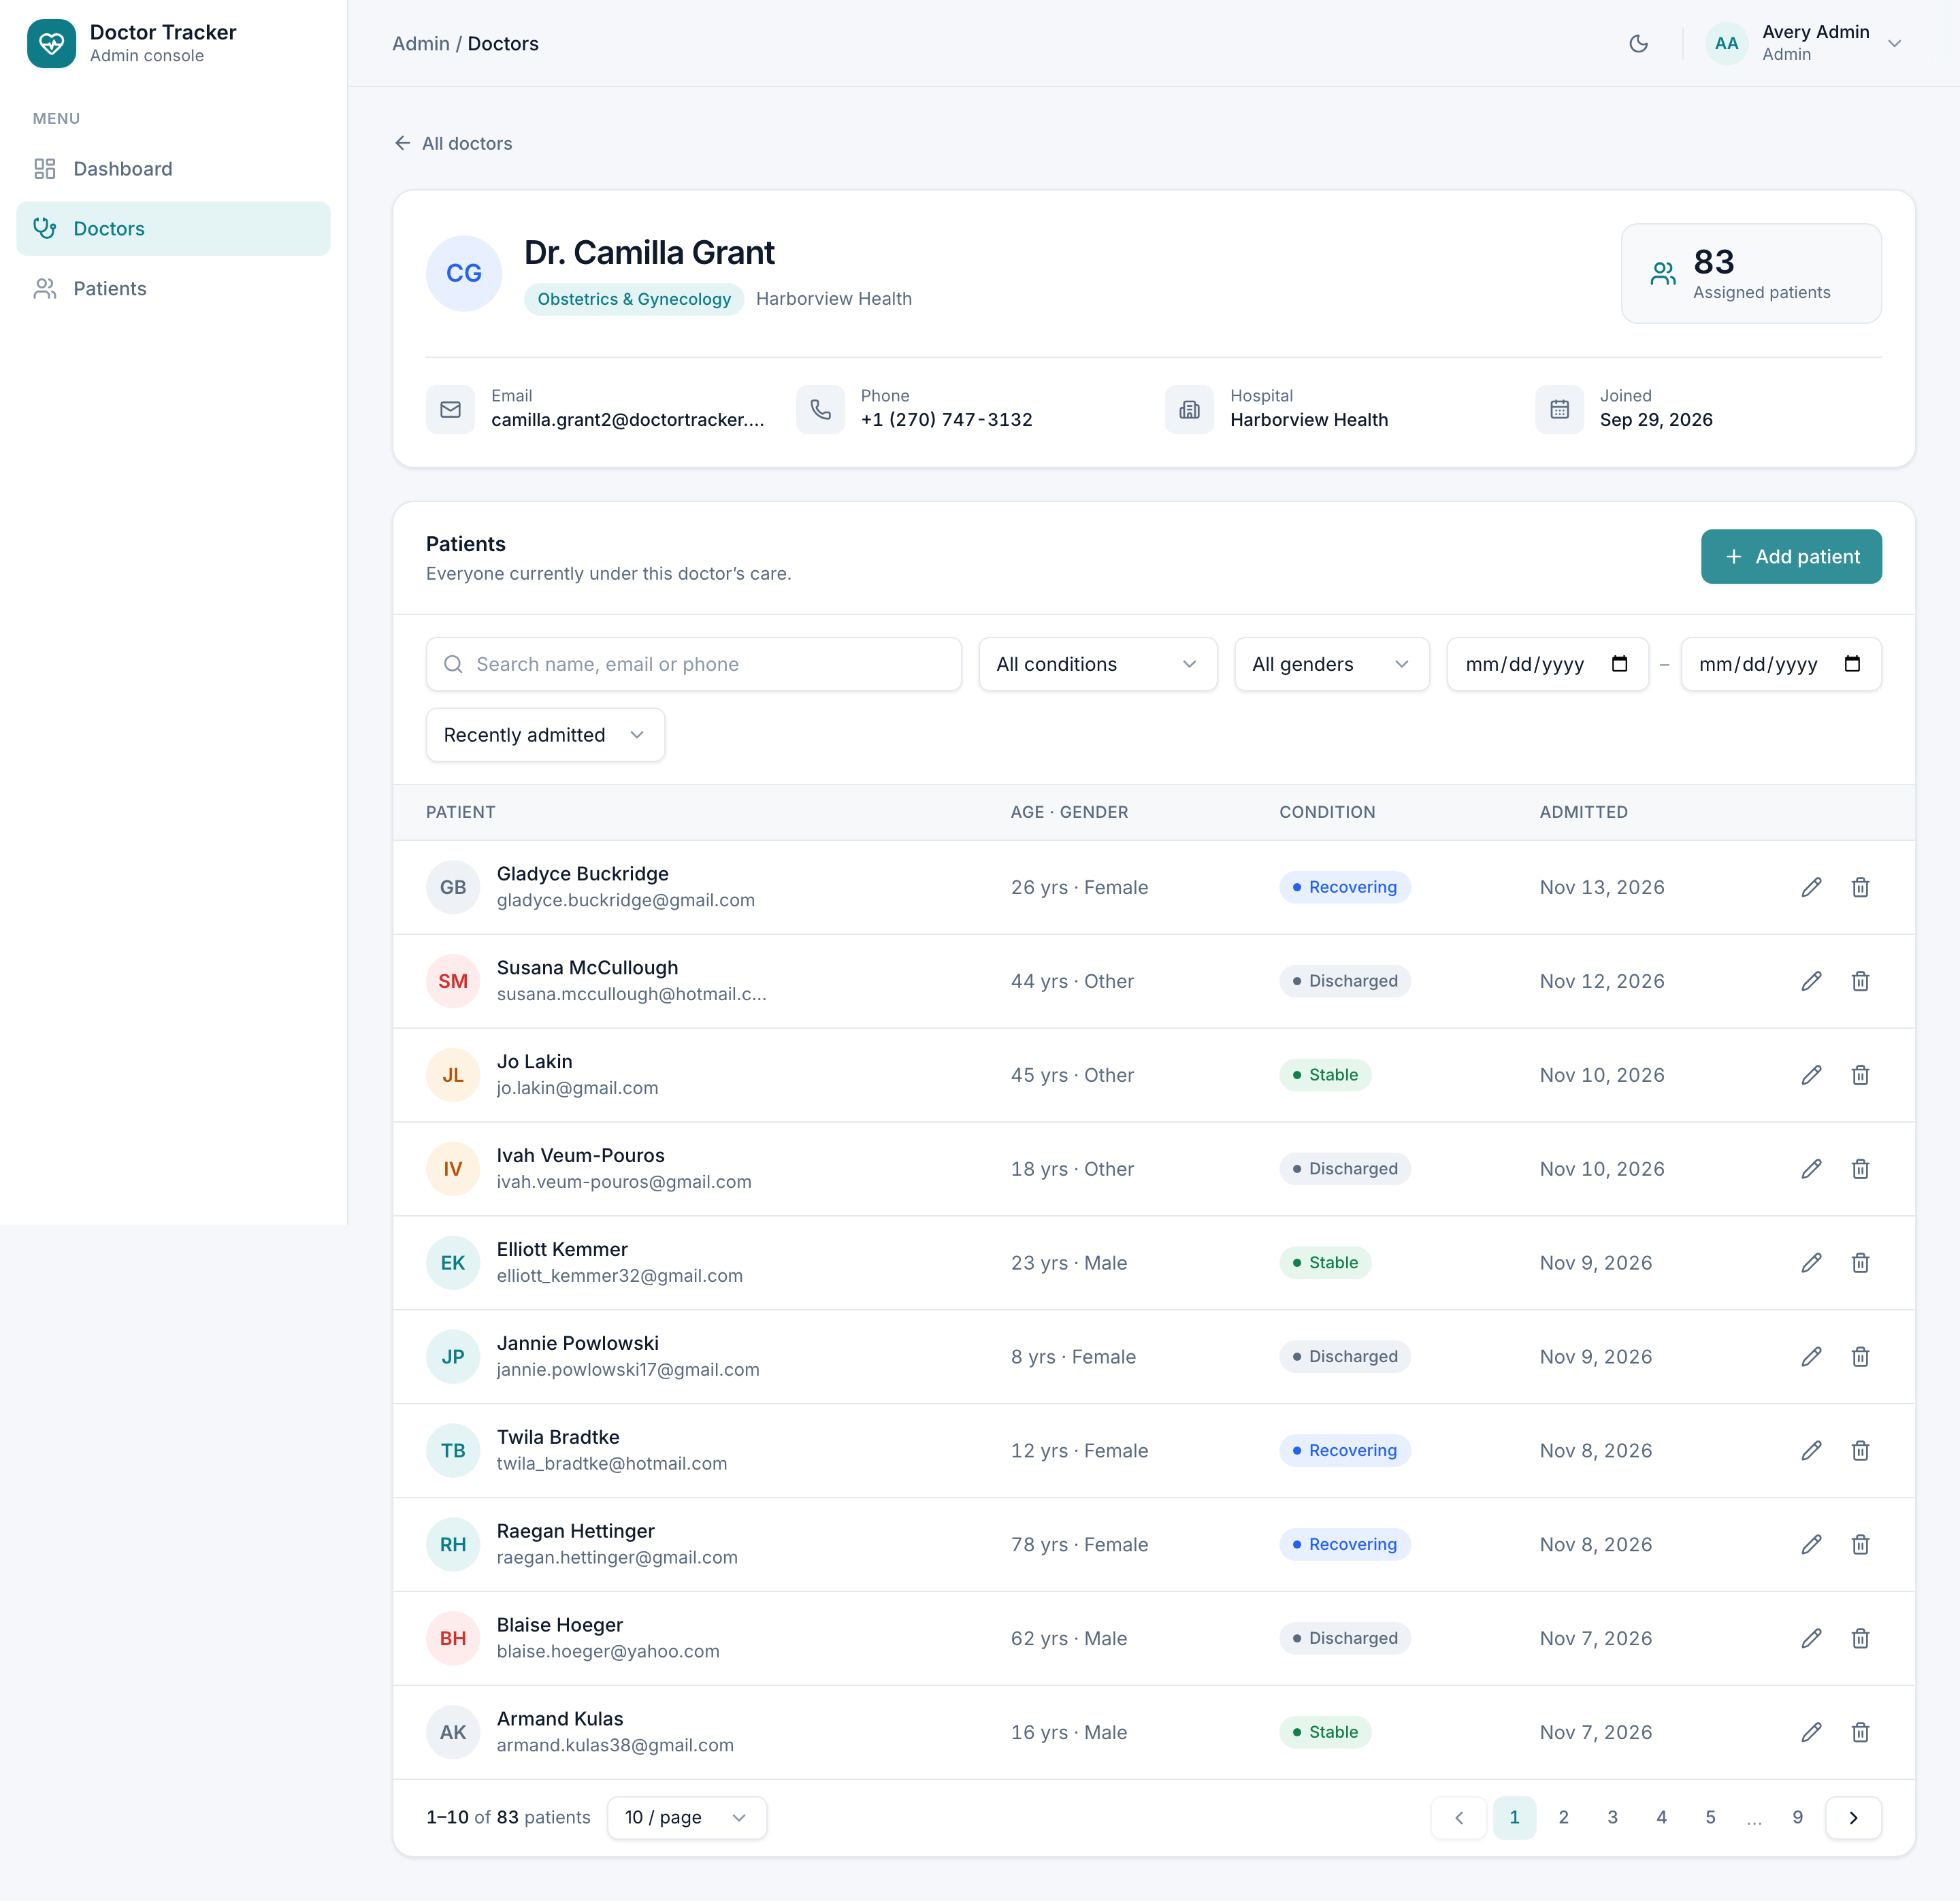 Doctor Tracker
Admin console
MENU
Dashboard
Doctors
Patients
Admin / Doctors
AA
Avery Admin
Admin
All doctors
CG
Dr. Camilla Grant
Obstetrics & Gynecology
Harborview Health
83
Assigned patients
Email
camilla.grant2@doctortracker....
Phone
+1 (270) 747-3132
Hospital
Harborview Health
Joined
Sep 29, 2026
Patients
Everyone currently under this doctor’s care.
Add patient
Search name, email or phone
All conditions
All genders
mm/dd/yyyy
–
mm/dd/yyyy
Recently admitted
PATIENT AGE · GENDER CONDITION ADMITTED
GB
Gladyce Buckridge
gladyce.buckridge@gmail.com
26 yrs · Female
Recovering
Nov 13, 2026
SM
Susana McCullough
susana.mccullough@hotmail.c...
44 yrs · Other
Discharged
Nov 12, 2026
JL
Jo Lakin
jo.lakin@gmail.com
45 yrs · Other
Stable
Nov 10, 2026
IV
Ivah Veum-Pouros
ivah.veum-pouros@gmail.com
18 yrs · Other
Discharged
Nov 10, 2026
EK
Elliott Kemmer
elliott_kemmer32@gmail.com
23 yrs · Male
Stable
Nov 9, 2026
JP
Jannie Powlowski
jannie.powlowski17@gmail.com
8 yrs · Female
Discharged
Nov 9, 2026
TB
Twila Bradtke
twila_bradtke@hotmail.com
12 yrs · Female
Recovering
Nov 8, 2026
RH
Raegan Hettinger
raegan.hettinger@gmail.com
78 yrs · Female
Recovering
Nov 8, 2026
BH
Blaise Hoeger
blaise.hoeger@yahoo.com
62 yrs · Male
Discharged
Nov 7, 2026
AK
Armand Kulas
armand.kulas38@gmail.com
16 yrs · Male
Stable
Nov 7, 2026
1–10 of 83 patients
10 / page
1 2 3 4 5 ... 9